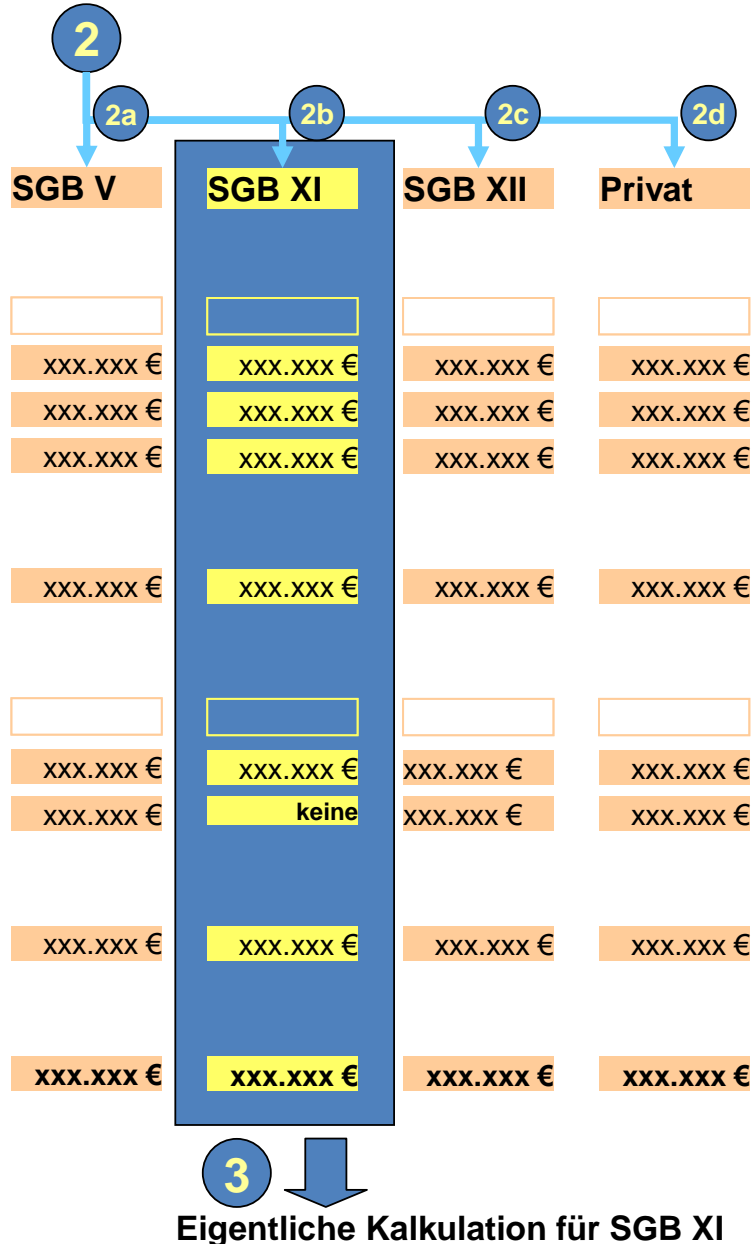 2
2a 2b 2c 2d
SGB V SGB XI SGB XII Privat
xxx.xxx € xxx.xxx € xxx.xxx € xxx.xxx €
xxx.xxx € xxx.xxx € xxx.xxx € xxx.xxx €
xxx.xxx € xxx.xxx € xxx.xxx € xxx.xxx €
xxx.xxx € xxx.xxx € xxx.xxx € xxx.xxx €
xxx.xxx € xxx.xxx € xxx.xxx € xxx.xxx €
xxx.xxx € keine xxx.xxx € xxx.xxx €
xxx.xxx € xxx.xxx € xxx.xxx € xxx.xxx €
xxx.xxx € xxx.xxx € xxx.xxx € xxx.xxx €
3
Eigentliche Kalkulation für SGB XI